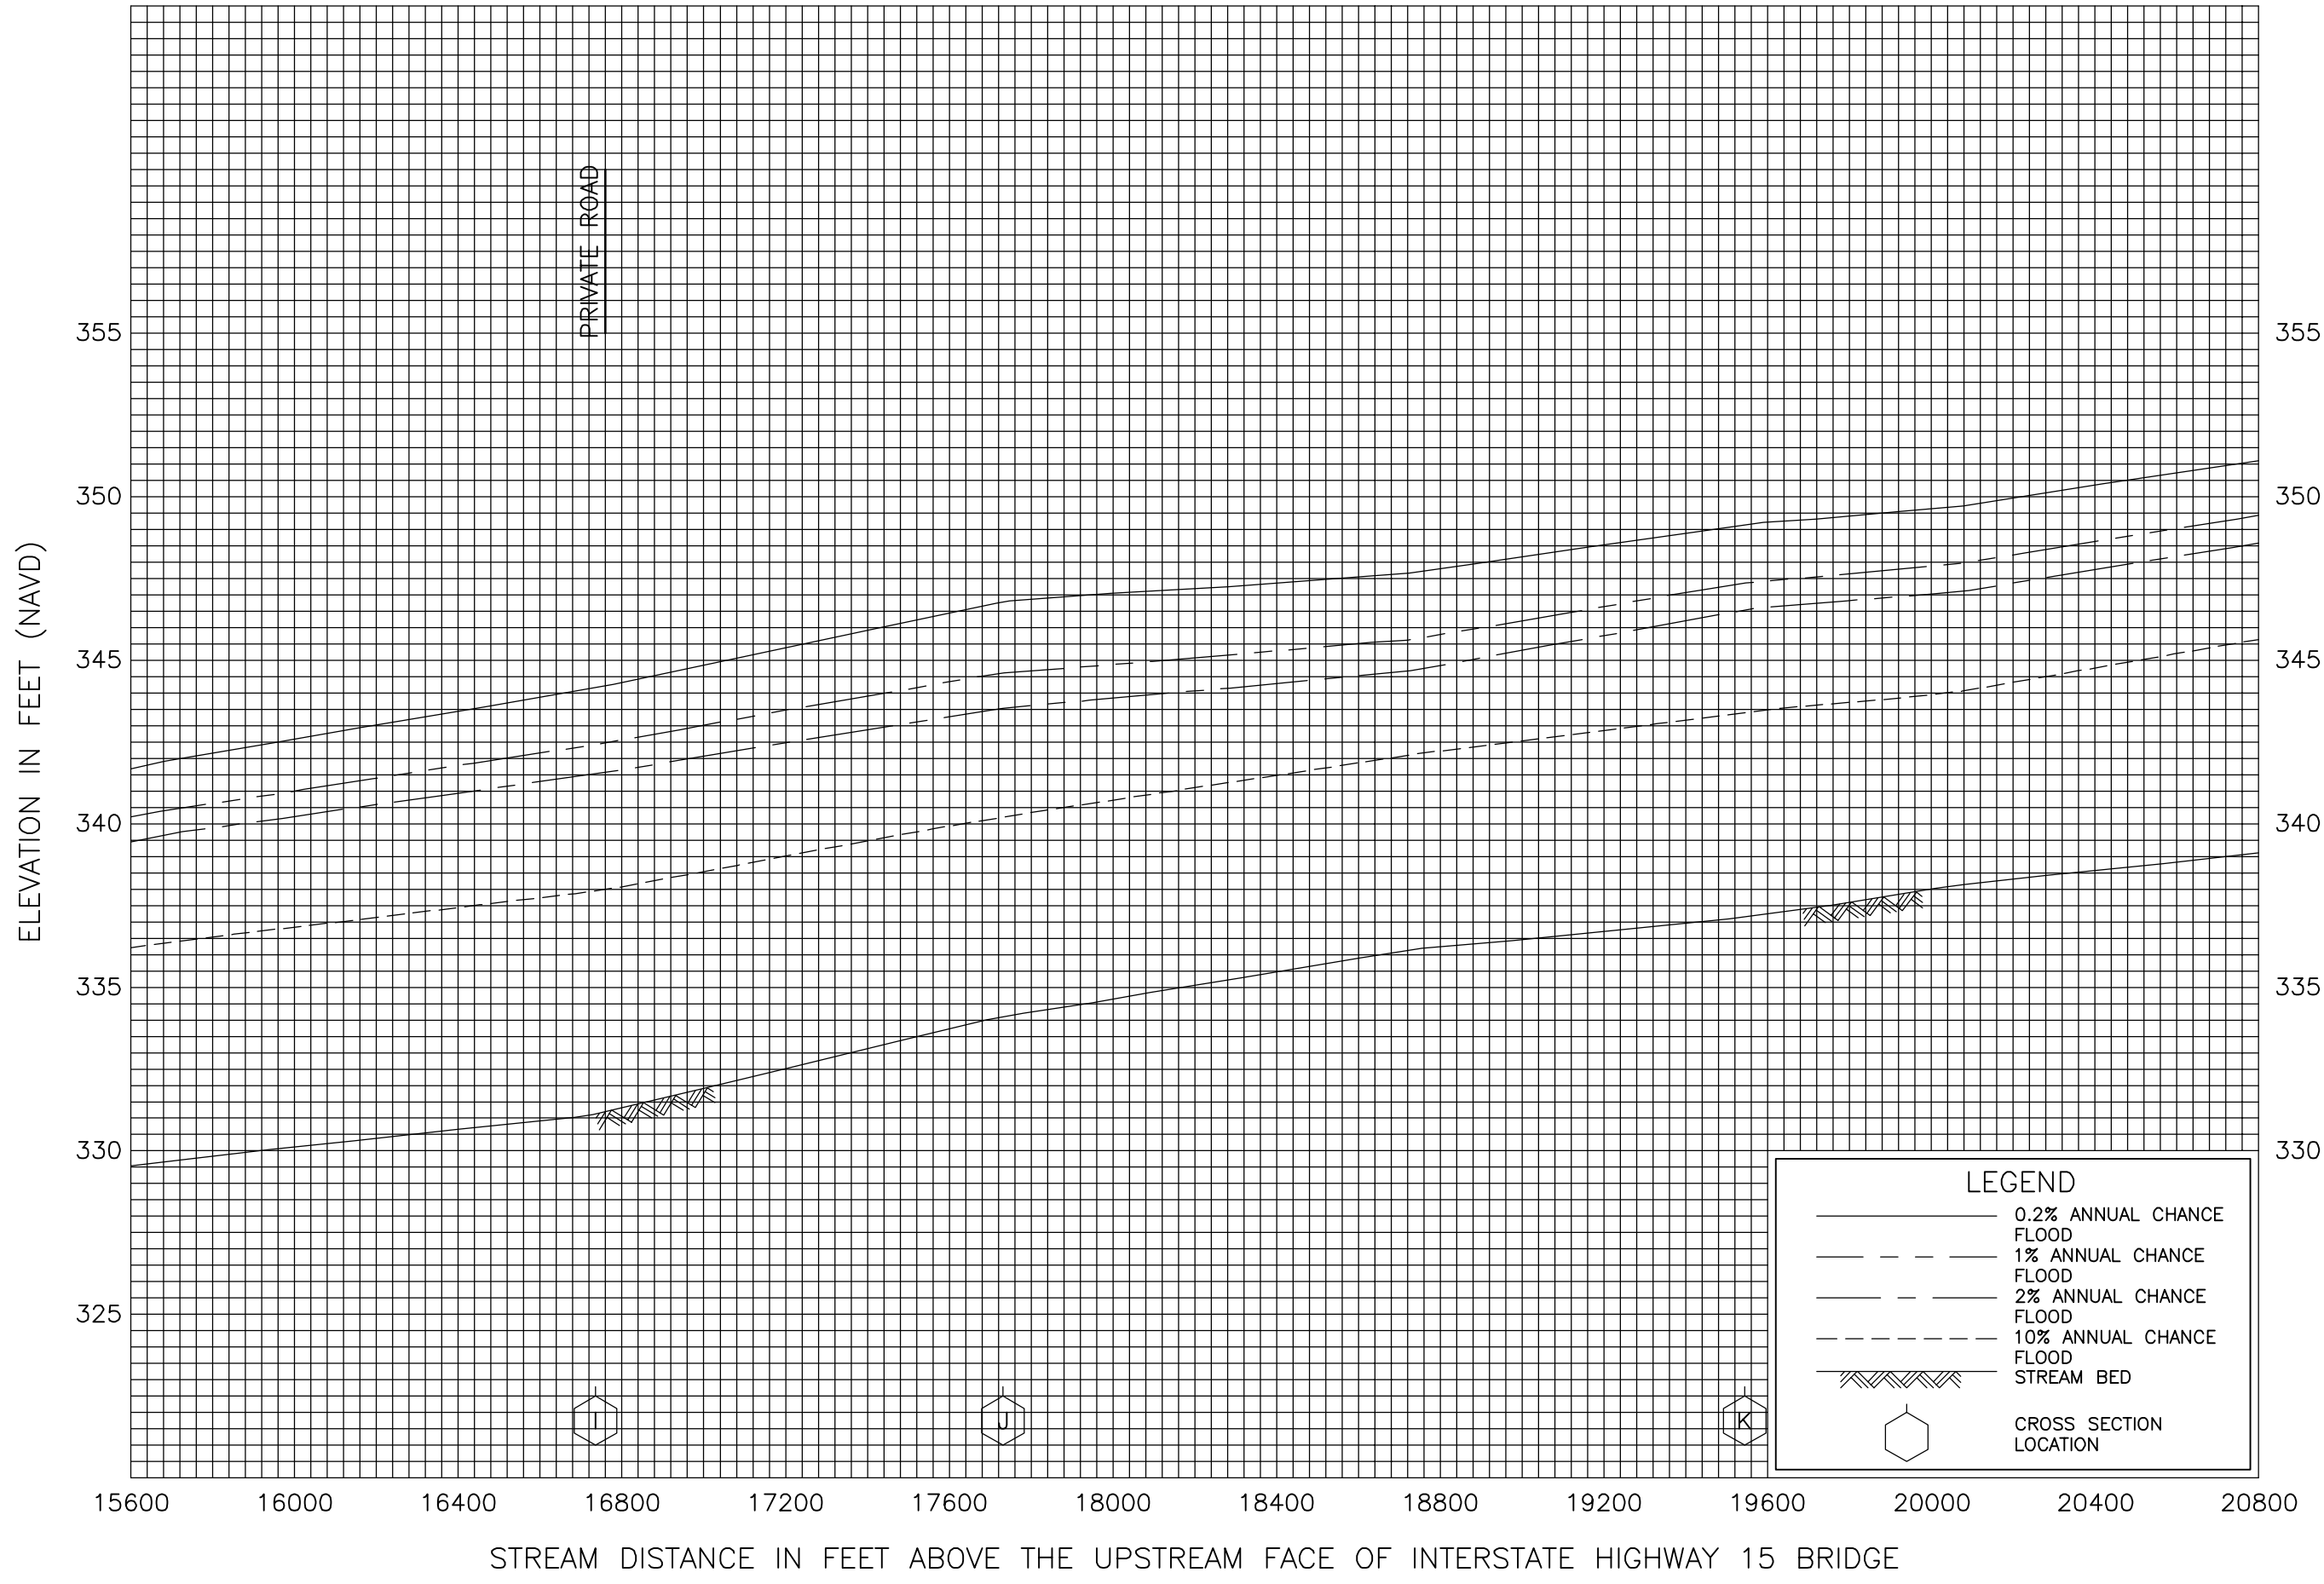 PRIVATE ROAD
ELEVATION IN FEET (NAVD)
355
350
345
340
335
330
325
355
350
345
340
335
330
LEGEND
0.2% ANNUAL CHANCE
FLOOD
1% ANNUAL CHANCE
FLOOD
2% ANNUAL CHANCE
FLOOD
10% ANNUAL CHANCE
FLOOD
STREAM BED
CROSS SECTION
LOCATION
I
J
K
15600 16000 16400 16800 17200 17600 18000 18400 18800 19200 19600 20000 20400 20800
STREAM DISTANCE IN FEET ABOVE THE UPSTREAM FACE OF INTERSTATE HIGHWAY 15 BRIDGE